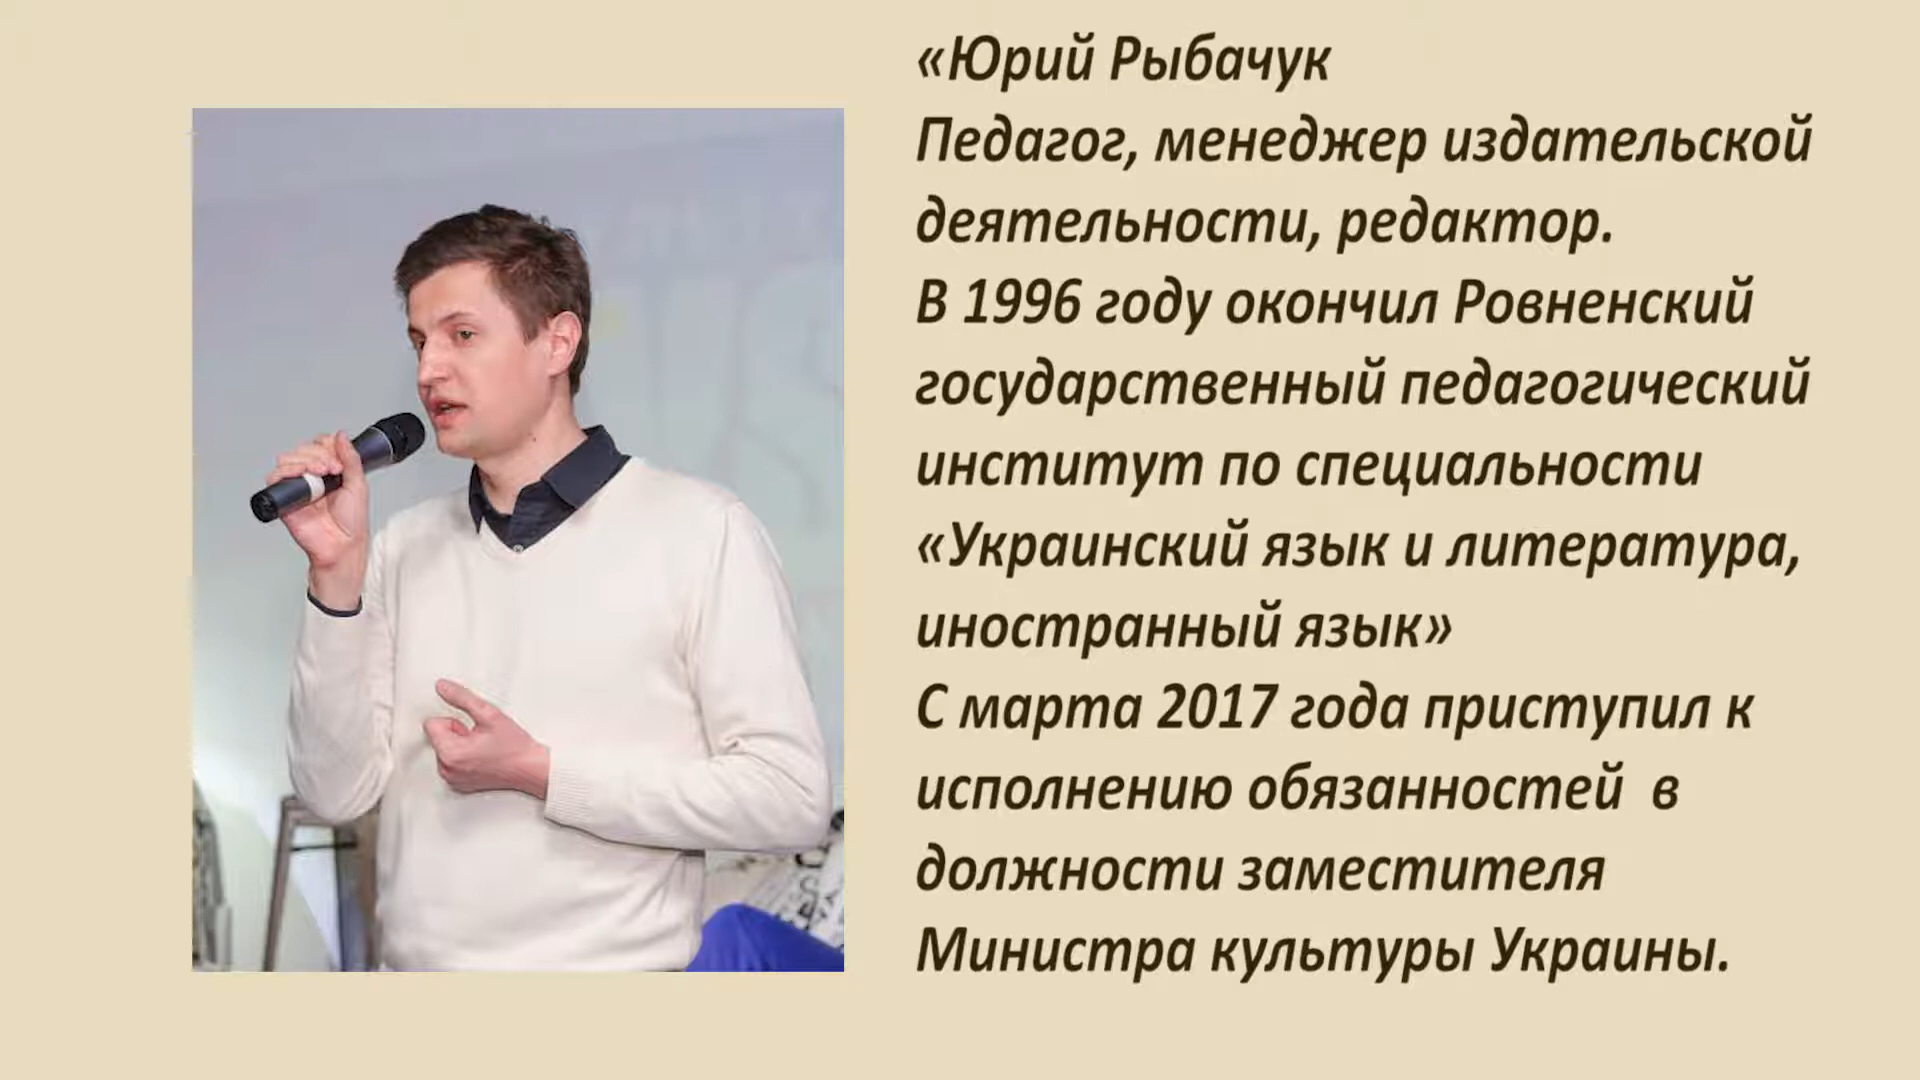 «Юрий Рыбачук
Педагог, менеджер издательской
деятельности, редактор.
В 1996 году окончил Ровненский
государственный педагогический
институт по специальности
«Украинский язык и литература,
иностранный язык»
С марта 2017 года приступил к
исполнению обязанностей в
должности заместителя
Министра культуры Украины.